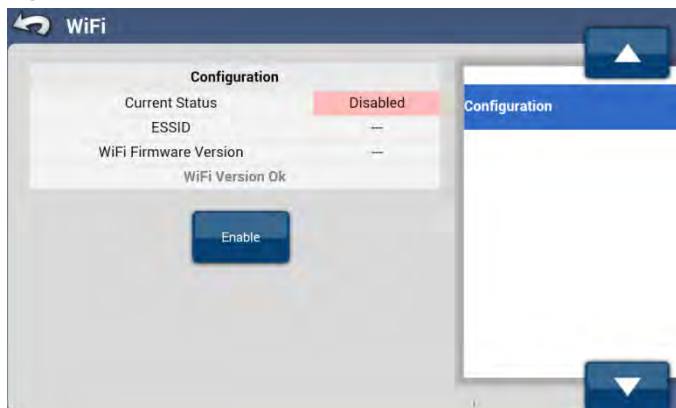 WiFi
Configuration
Current Status Disabled
ESSID ---
WiFi Firmware Version ---
WiFi Version Ok
Enable
Configuration